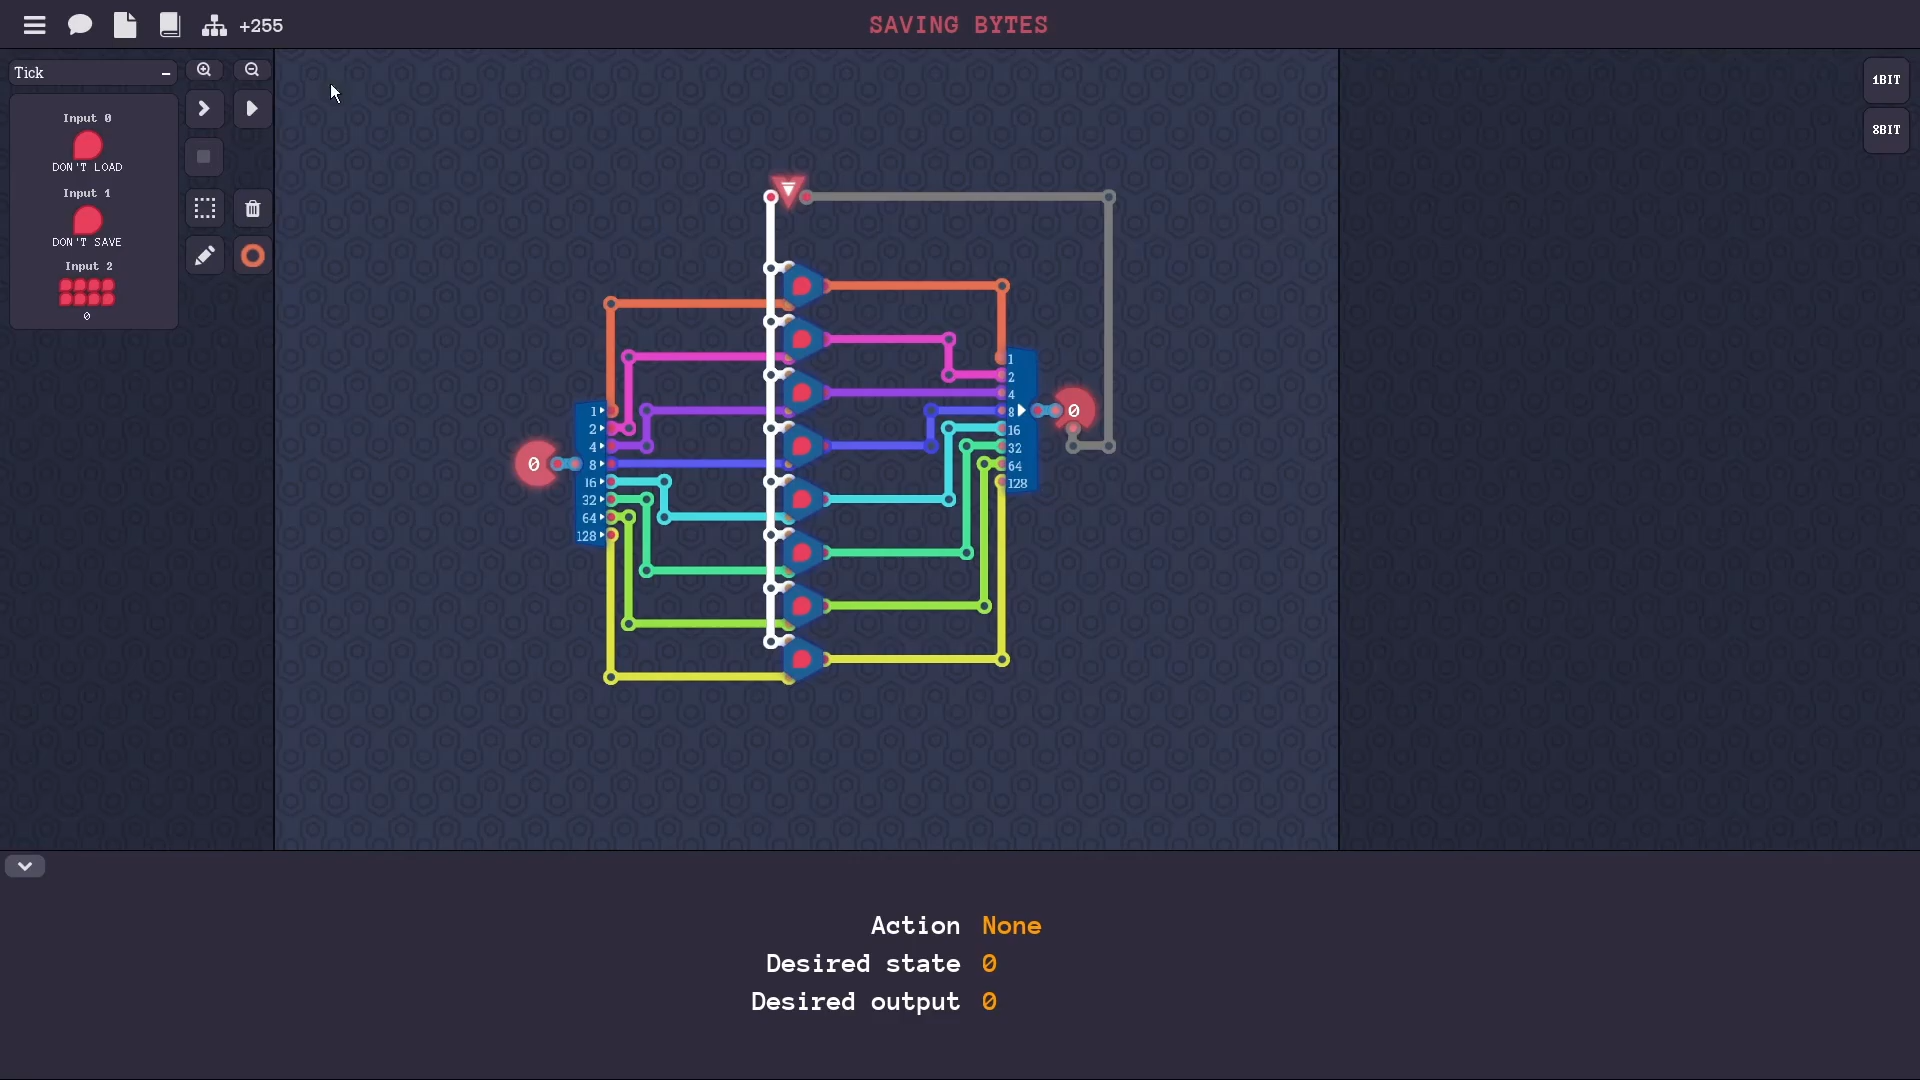 +255
SAVING BYTES
Tick
1BIT
8BIT
Input 0
DON'T LOAD
Input 1
DON'T SAVE
Input 2
0
1
2
4
8
16
32
64
128
0
1
2
4
8
16
32
64
128
0
Action None
Desired state 0
Desired output 0